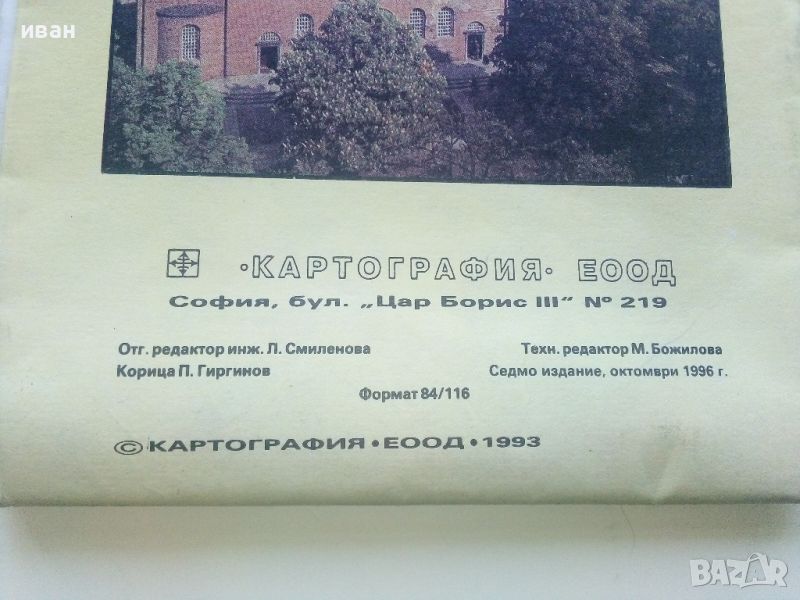 иван
·КАРТОГРАФИЯ· ЕООД
София, бул. „Цар Борис III“ № 219
Отг. редактор инж. Л. Смиленова
Техн. редактор М. Божилова
Корица П. Гиргинов
Седмо издание, октомври 1996 г.
Формат 84/116
© КАРТОГРАФИЯ • ЕООД • 1993
BAZAR